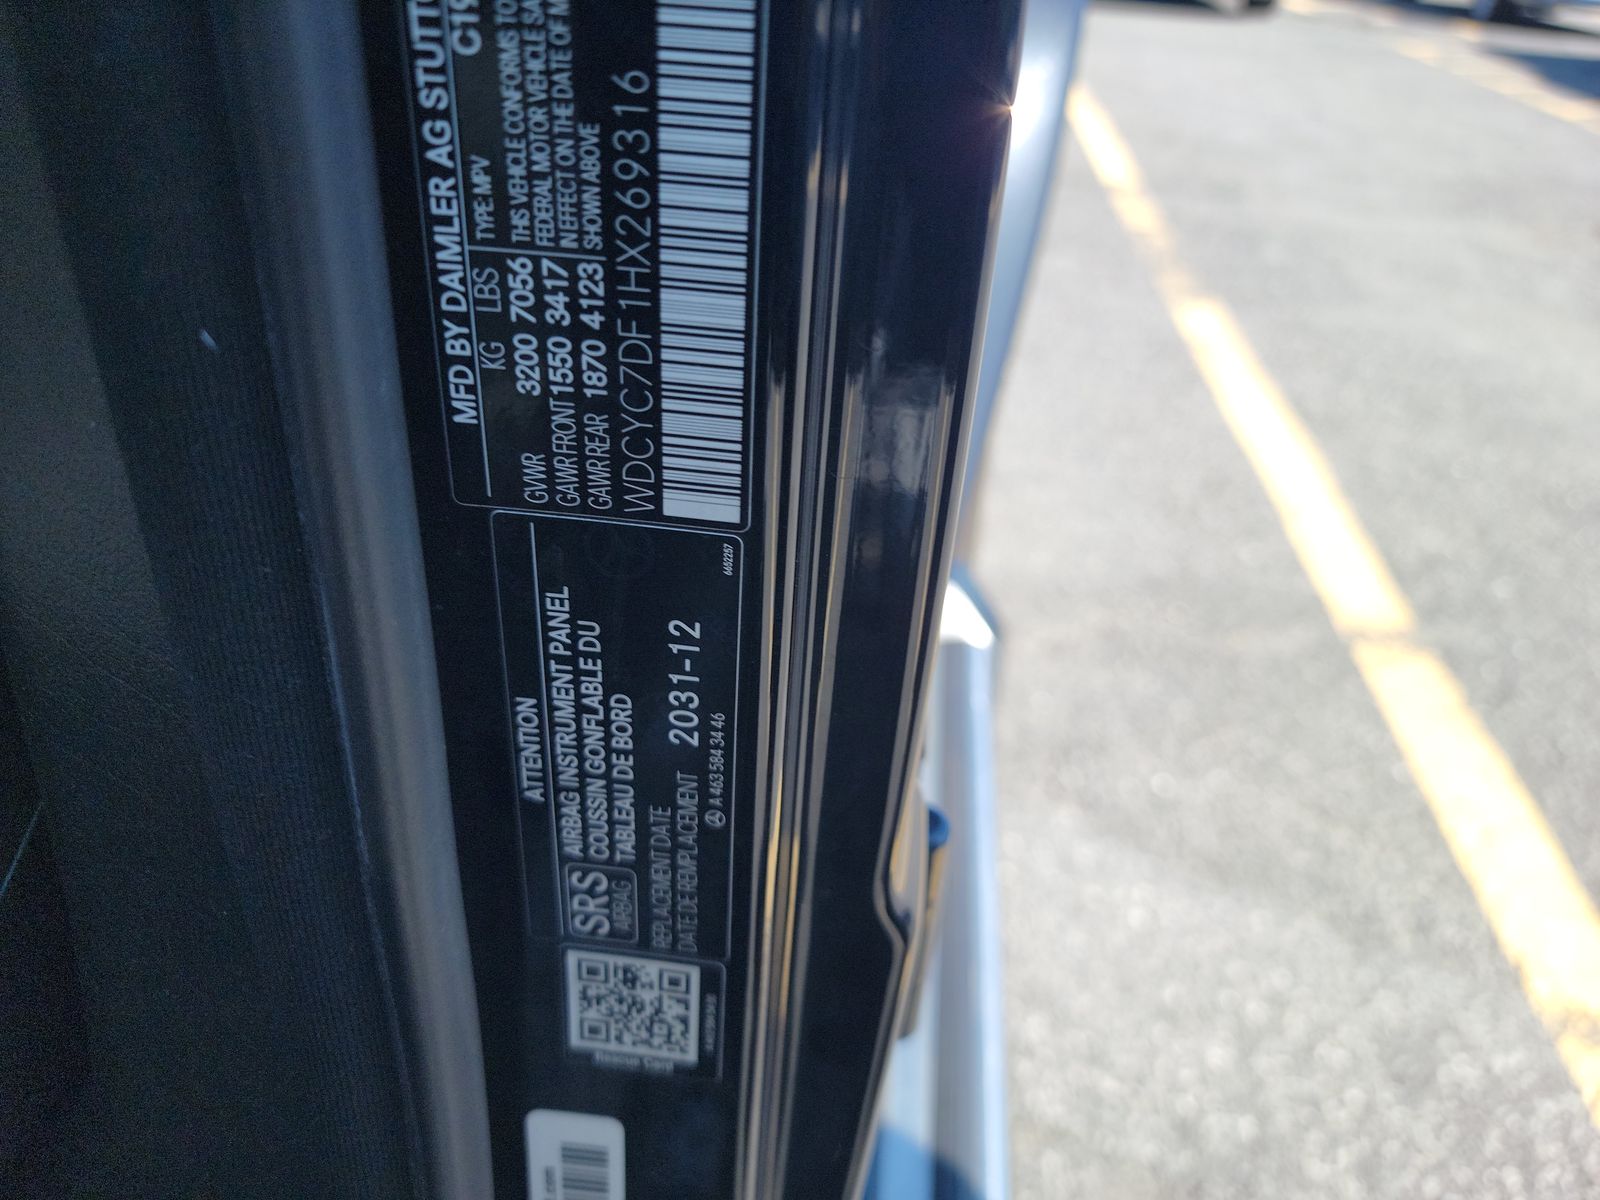 MFD BY DAIMLER AG STUTT
C19
KG LBS
TYPE: MPV
GVWR 3200 7056
GAWR FRONT 1550 3417
GAWR REAR 1870 4123
THIS VEHICLE CONFORMS TO
FEDERAL MOTOR VEHICLE SA
IN EFFECT ON THE DATE OF M
SHOWN ABOVE
WDCYC7DF1HX269316
6652257
ATTENTION
SRS
AIRBAG
AIRBAG INSTRUMENT PANEL
COUSSIN GONFLABLE DU
TABLEAU DE BORD
REPLACEMENT DATE
DATE DE REMPLACEMENT 2031-12
A 463 584 34 46
Rescue Card
.com